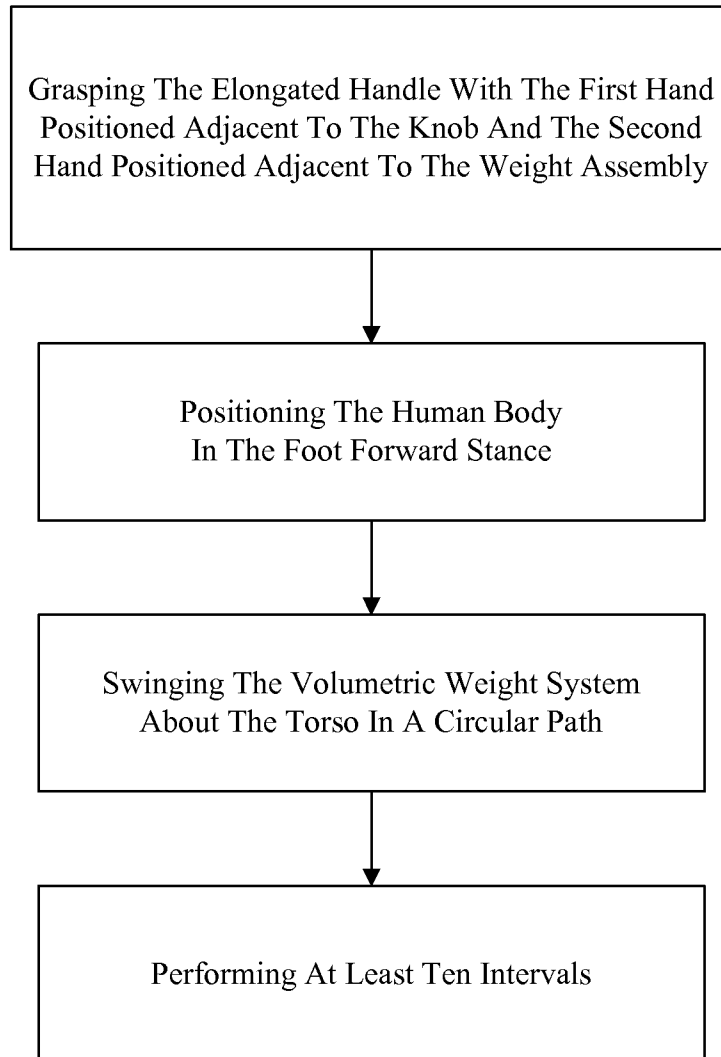 Grasping The Elongated Handle With The First Hand
Positioned Adjacent To The Knob And The Second
Hand Positioned Adjacent To The Weight Assembly
Positioning The Human Body
In The Foot Forward Stance
Swinging The Volumetric Weight System
About The Torso In A Circular Path
Performing At Least Ten Intervals